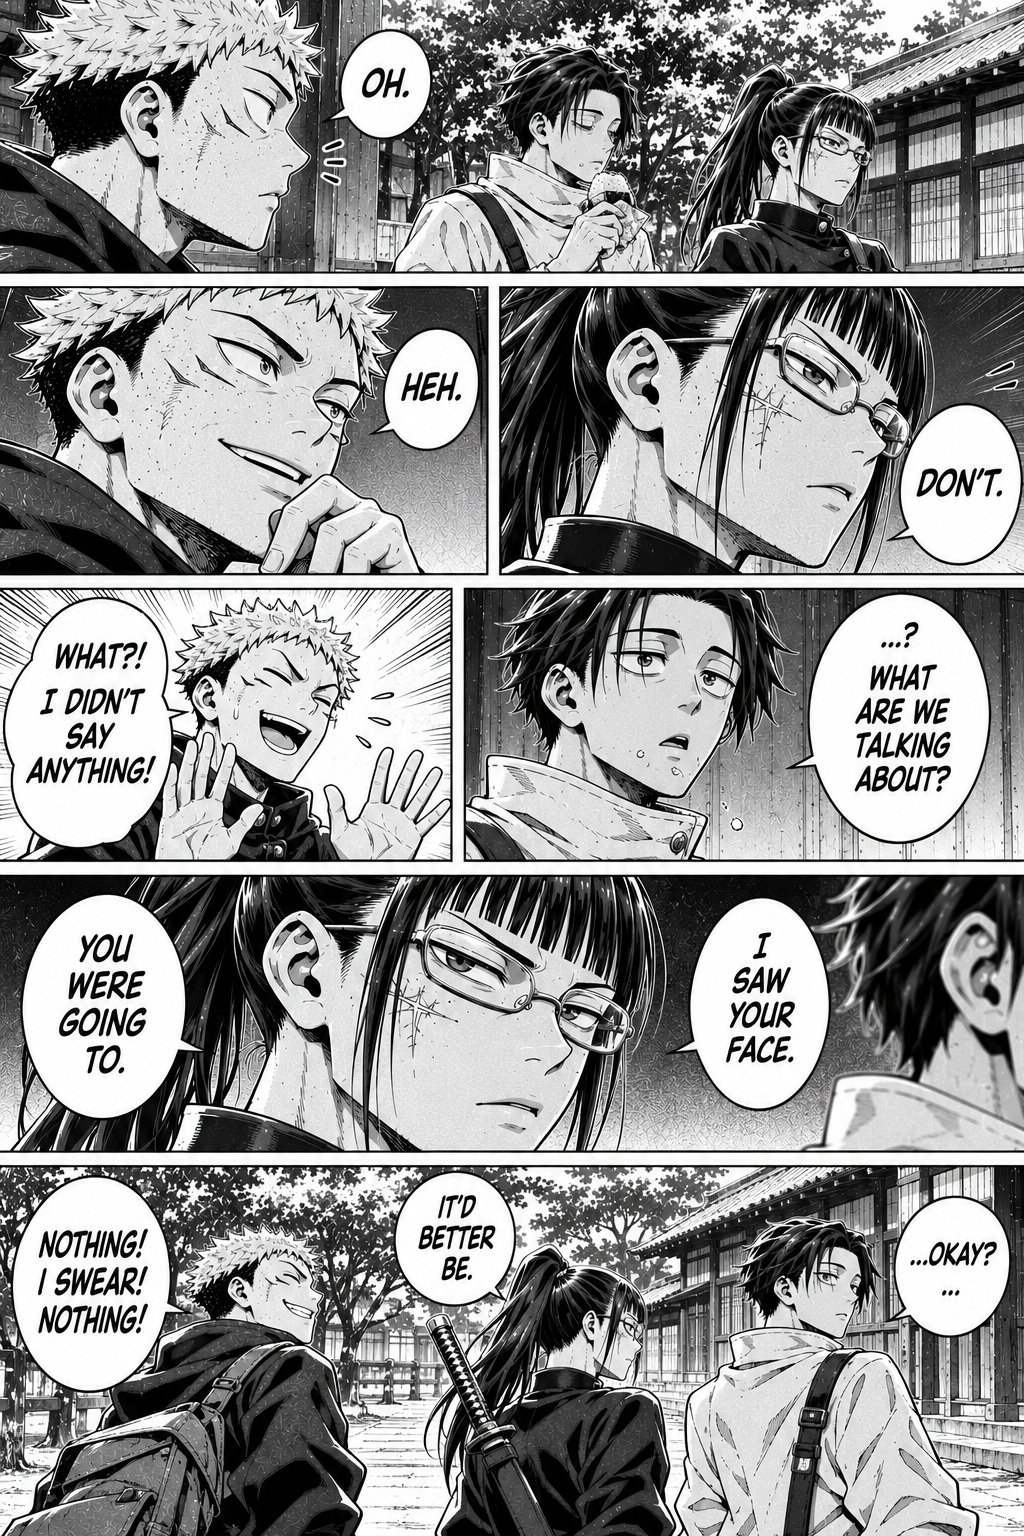 OH.
HEH.
DON'T.
WHAT?!
I DIDN'T
SAY
ANYTHING!
...?
WHAT
ARE WE
TALKING
ABOUT?
YOU
WERE
GOING
TO.
I
SAW
YOUR
FACE.
NOTHING!
I SWEAR!
NOTHING!
IT'D
BETTER
BE.
...OKAY?
...